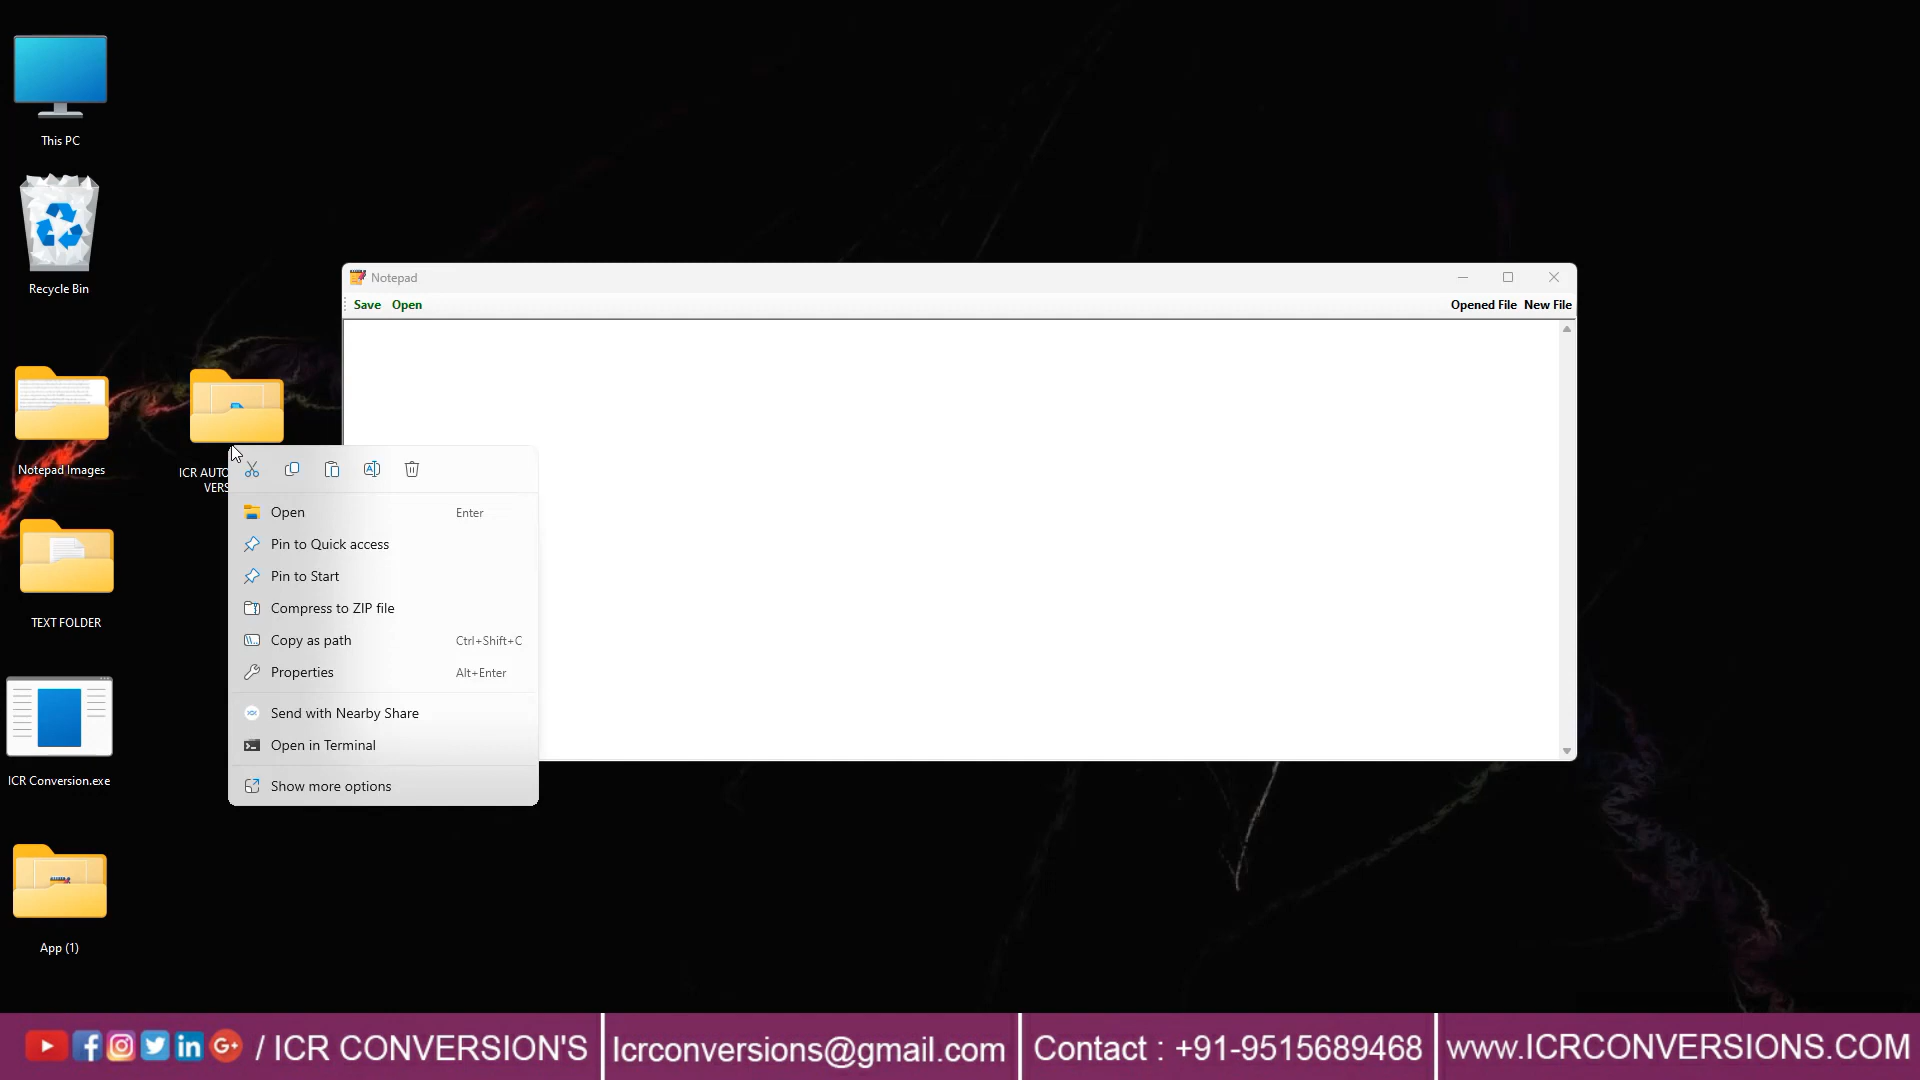 This PC
Recycle Bin
Notepad Images
ICR AUTO
VERS
TEXT FOLDER
ICR Conversion.exe
App (1)
Notepad
Save Open
Opened File New File
Open Enter
Pin to Quick access
Pin to Start
Compress to ZIP file
Copy as path Ctrl+Shift+C
Properties Alt+Enter
Send with Nearby Share
Open in Terminal
Show more options
/ ICR CONVERSION'S
Icrconversions@gmail.com
Contact : +91-9515689468
www.ICRCONVERSIONS.COM